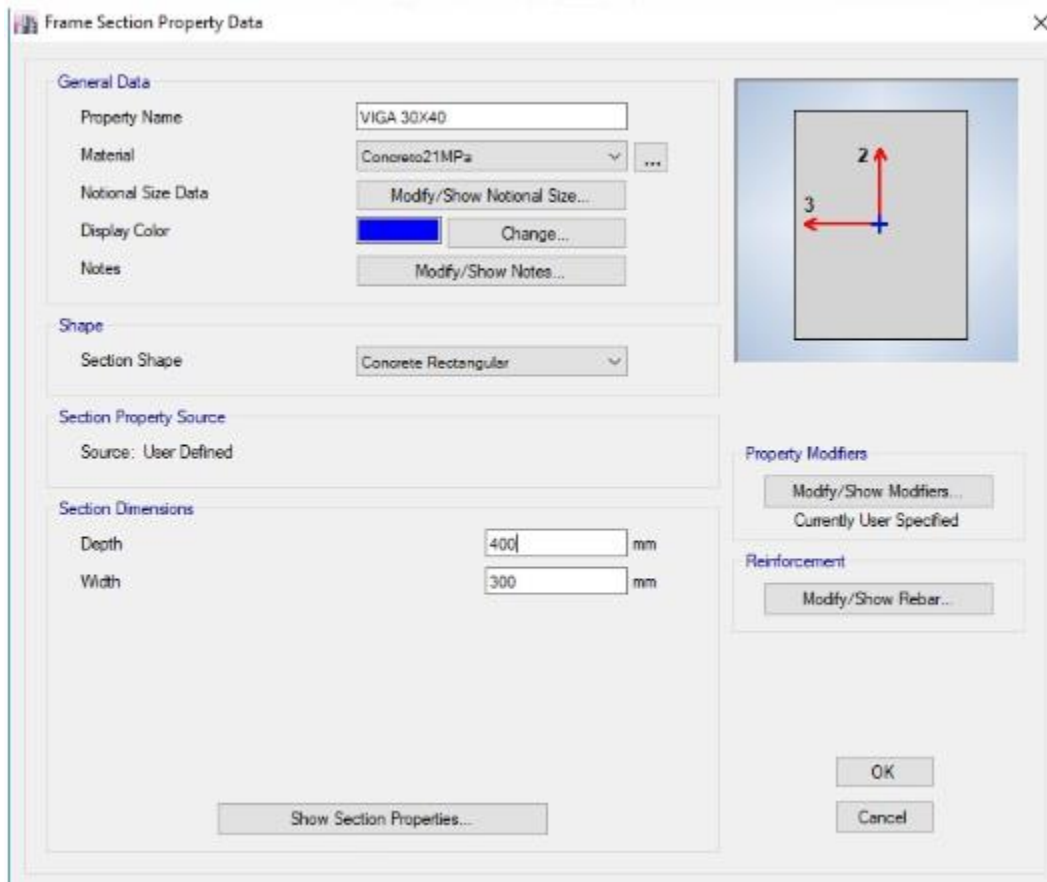 Frame Section Property Data
General Data
Property Name VIGA 30X40
Material Concreto21MPa ...
Notional Size Data Modify/Show Notional Size...
Display Color Change...
Notes Modify/Show Notes...
Shape
Section Shape Concrete Rectangular
Section Property Source
Source: User Defined
Section Dimensions
Depth 400 mm
Width 300 mm
Show Section Properties...
2
3
Property Modifiers
Modify/Show Modifiers...
Currently User Specified
Reinforcement
Modify/Show Rebar...
OK
Cancel